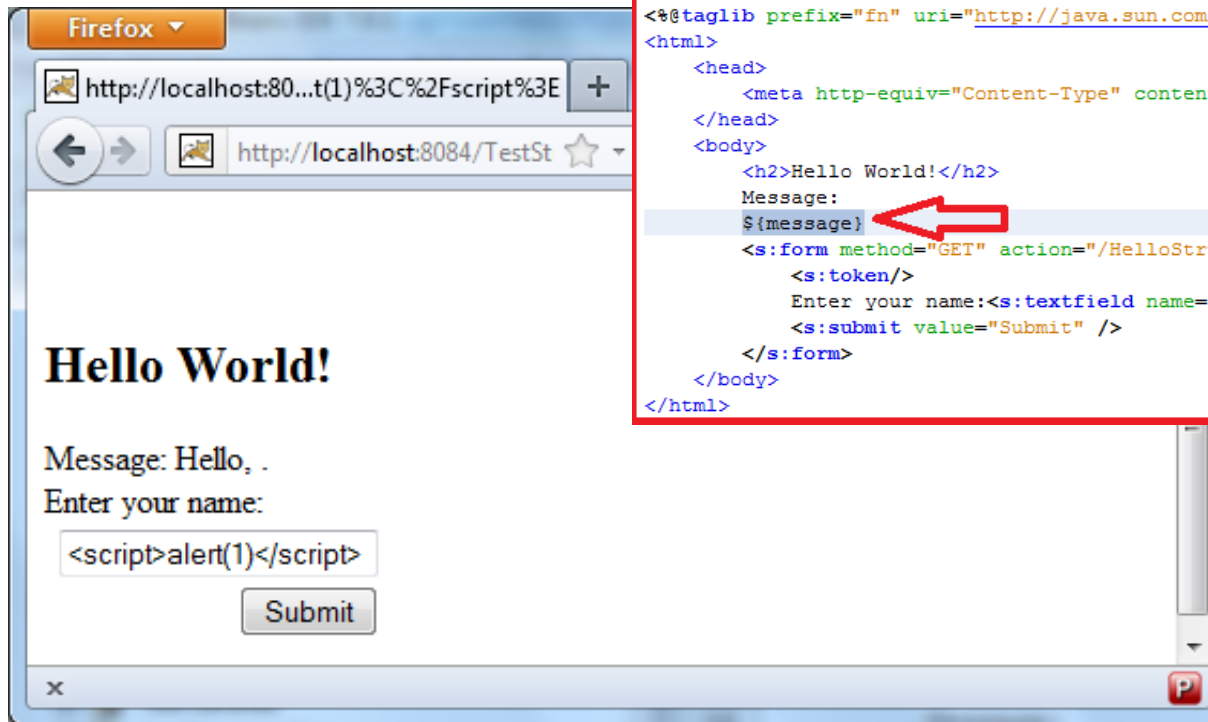 Firefox
http://localhost:80...t(1)%3C%2Fscript%3E
+
http://localhost:8084/TestSt
Hello World!
Message: Hello, .
Enter your name:
<script>alert(1)</script>
Submit
x
P
<%@taglib prefix="fn" uri="http://java.sun.com
<html>
<head>
<meta http-equiv="Content-Type" conten
</head>
<body>
<h2>Hello World!</h2>
Message:
${message}
<s:form method="GET" action="/HelloStr
<s:token/>
Enter your name:<s:textfield name=
<s:submit value="Submit" />
</s:form>
</body>
</html>